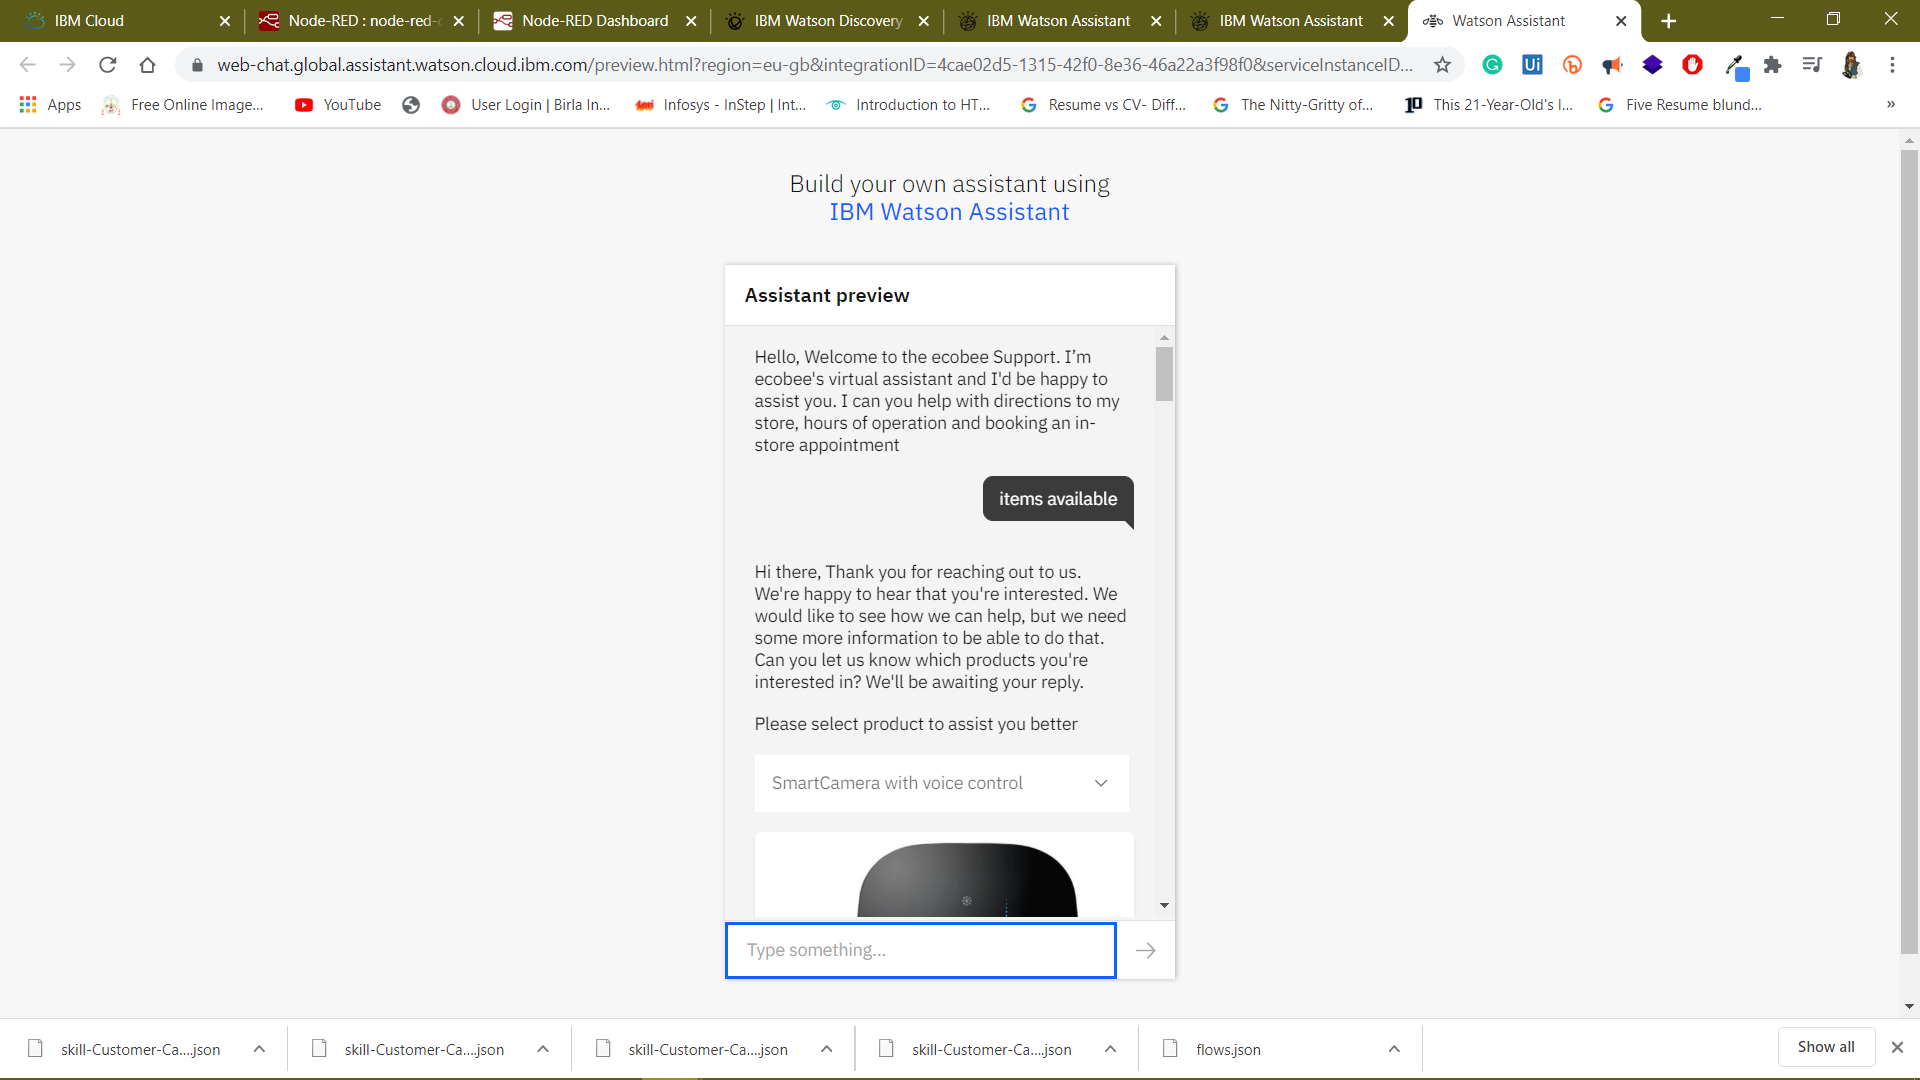 IBM Cloud
Node-RED : node-red-c
Node-RED Dashboard
IBM Watson Discovery
IBM Watson Assistant
IBM Watson Assistant
Watson Assistant
web-chat.global.assistant.watson.cloud.ibm.com/preview.html?region=eu-gb&integrationID=4cae02d5-1315-42f0-8e36-46a22a3f98f0&serviceInstanceID...
Apps
Free Online Image...
YouTube
User Login | Birla In...
Infosys - InStep | Int...
Introduction to HT...
Resume vs CV- Diff...
The Nitty-Gritty of...
This 21-Year-Old's I...
Five Resume blund...
»
Build your own assistant using
IBM Watson Assistant
Assistant preview
Hello, Welcome to the ecobee Support. I’m
ecobee's virtual assistant and I'd be happy to
assist you. I can you help with directions to my
store, hours of operation and booking an in-
store appointment
items available
Hi there, Thank you for reaching out to us.
We're happy to hear that you're interested. We
would like to see how we can help, but we need
some more information to be able to do that.
Can you let us know which products you're
interested in? We'll be awaiting your reply.
Please select product to assist you better
SmartCamera with voice control
Type something...
skill-Customer-Ca....json
skill-Customer-Ca....json
skill-Customer-Ca....json
skill-Customer-Ca....json
flows.json
Show all